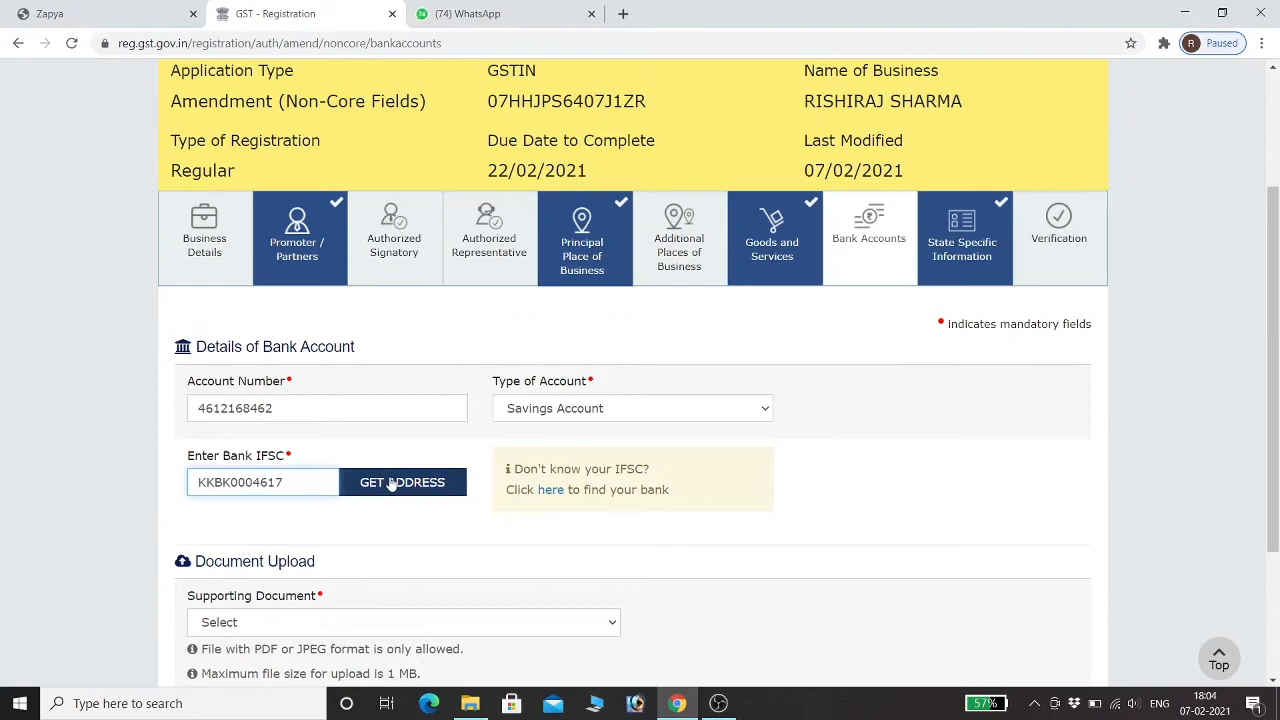 Zapya
GST - Registration
(74) WhatsApp
reg.gst.gov.in/registration/auth/amend/noncore/bankaccounts
R Paused
Application Type GSTIN Name of Business
Amendment (Non-Core Fields) 07HHJPS6407J1ZR RISHIRAJ SHARMA
Type of Registration Due Date to Complete Last Modified
Regular 22/02/2021 07/02/2021
Business Details
Promoter / Partners
Authorized Signatory
Authorized Representative
Principal Place of Business
Additional Places of Business
Goods and Services
Bank Accounts
State Specific Information
Verification
• indicates mandatory fields
Details of Bank Account
Account Number• Type of Account•
4612168462 Savings Account
Enter Bank IFSC•
KKBK0004617 GET ADDRESS
Don't know your IFSC?
Click here to find your bank
Document Upload
Supporting Document•
Select
File with PDF or JPEG format is only allowed.
Maximum file size for upload is 1 MB.
Top
Type here to search
57%
ENG
18:04
07-02-2021